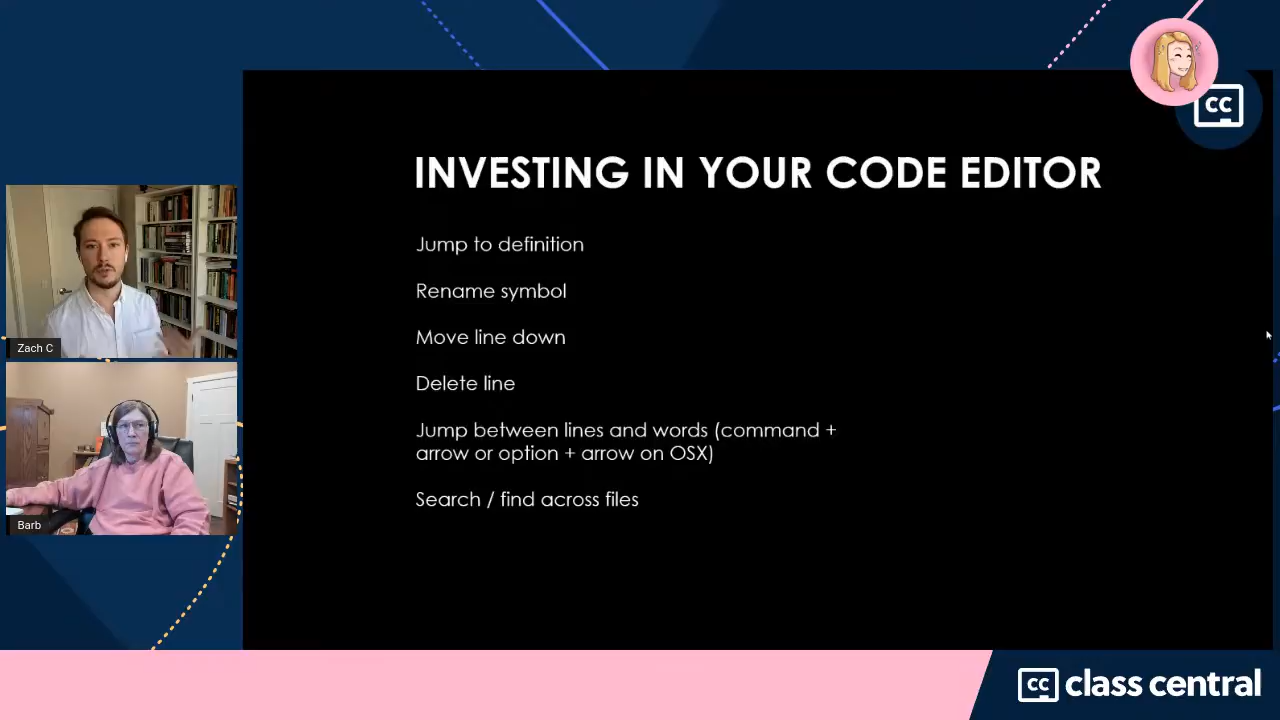 CC
INVESTING IN YOUR CODE EDITOR
Jump to definition
Rename symbol
Move line down
Delete line
Jump between lines and words (command +
arrow or option + arrow on OSX)
Search / find across files
Zach C
Barb
CC class central